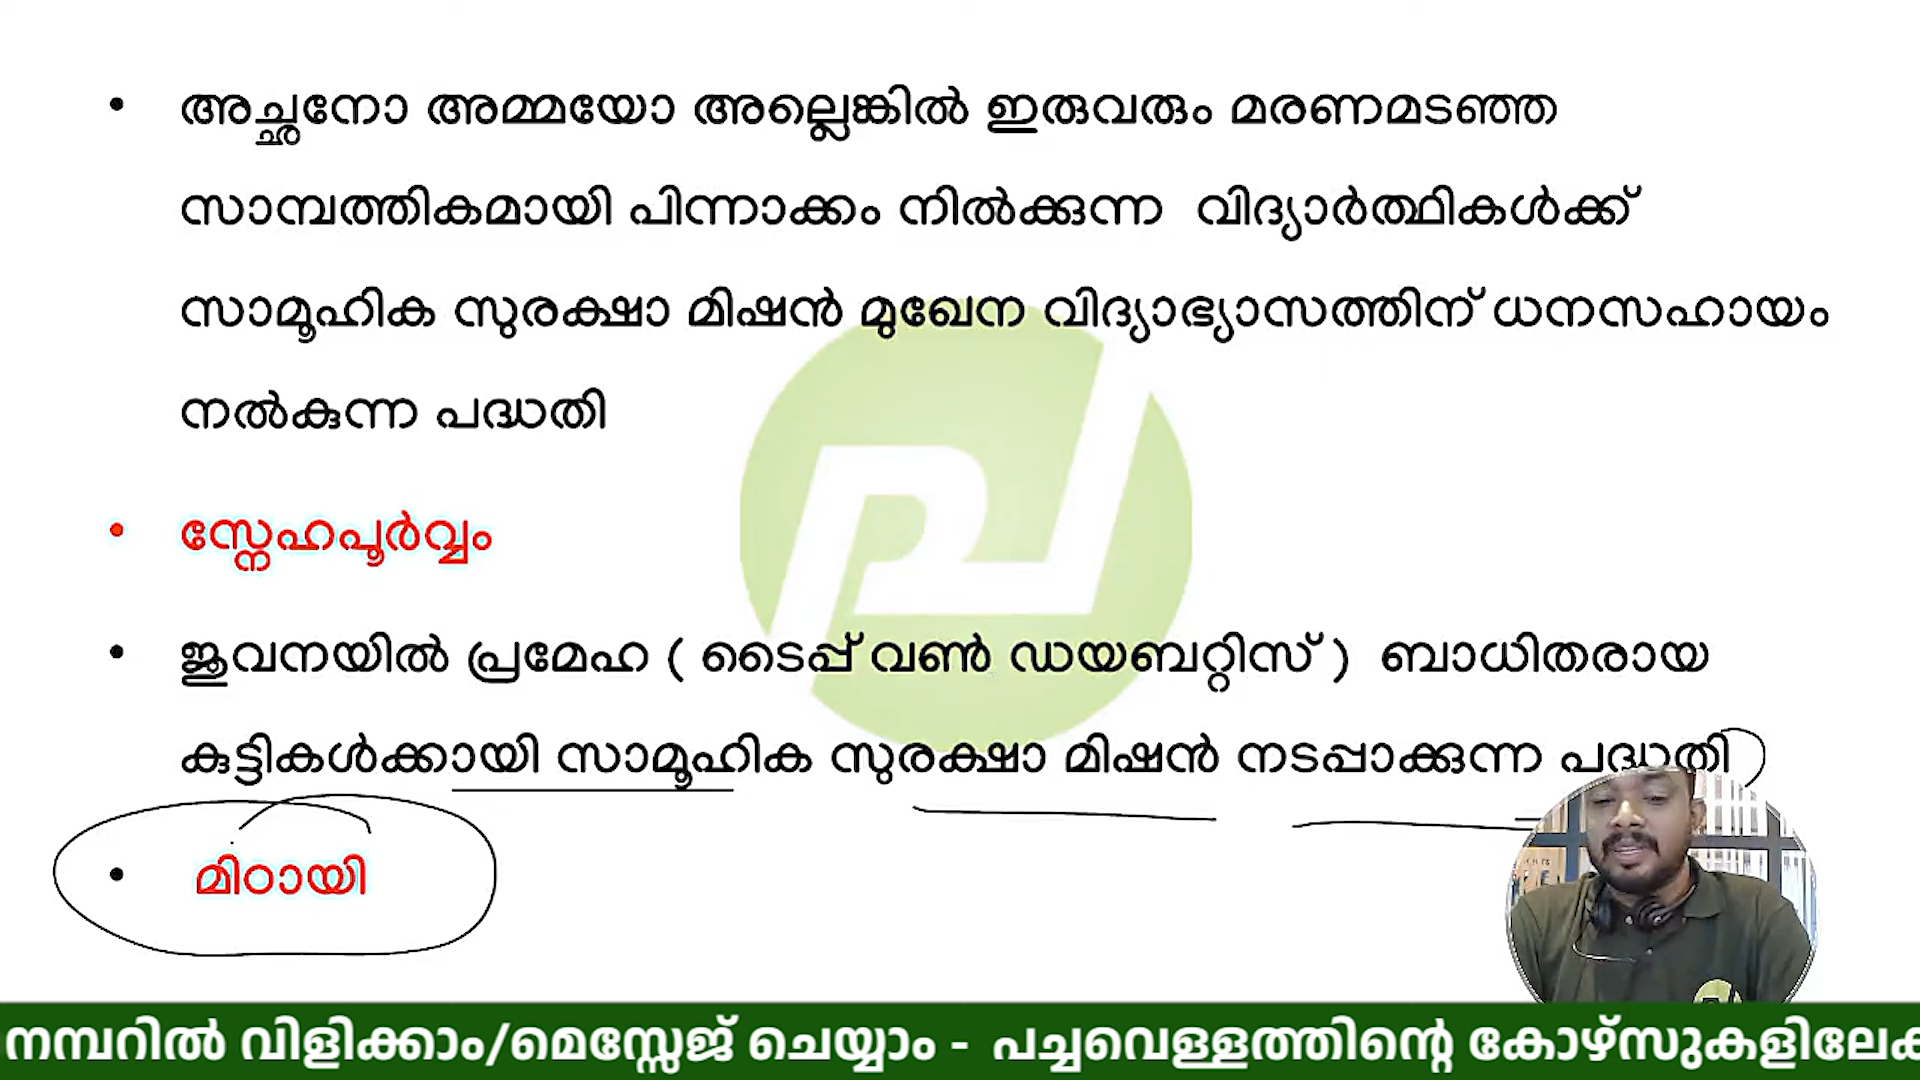 • അച്ഛനോ അമ്മയോ അല്ലെങ്കിൽ ഇരുവരും മരണമടഞ്ഞ
സാമ്പത്തികമായി പിന്നാക്കം നിൽക്കുന്ന വിദ്യാർത്ഥികൾക്ക്
സാമൂഹിക സുരക്ഷാ മിഷൻ മുഖേന വിദ്യാഭ്യാസത്തിന് ധനസഹായം
നൽകുന്ന പദ്ധതി
• സ്നേഹപൂർവ്വം
• ജുവനയിൽ പ്രമേഹ ( ടൈപ്പ് വൺ ഡയബറ്റിസ് ) ബാധിതരായ
കുട്ടികൾക്കായി സാമൂഹിക സുരക്ഷാ മിഷൻ നടപ്പാക്കുന്ന പദ്ധതി
• മിഠായി
നമ്പറിൽ വിളിക്കാം/മെസ്സേജ് ചെയ്യാം - പച്ചവെള്ളത്തിന്റെ